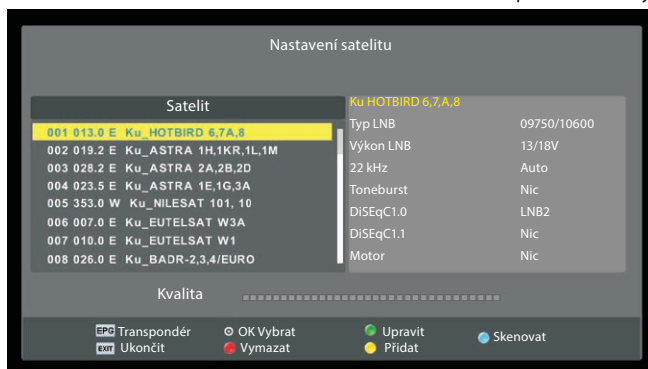 Nastavení satelitu
Satelit
001 013.0 E Ku_HOTBIRD 6,7A,8
002 019.2 E Ku_ASTRA 1H,1KR,1L,1M
003 028.2 E Ku_ASTRA 2A,2B,2D
004 023.5 E Ku_ASTRA 1E,1G,3A
005 353.0 W Ku_NILESAT 101, 10
006 007.0 E Ku_EUTELSAT W3A
007 010.0 E Ku_EUTELSAT W1
008 026.0 E Ku_BADR-2,3,4/EURO
Ku HOTBIRD 6,7,A,8
Typ LNB 09750/10600
Výkon LNB 13/18V
22 kHz Auto
Toneburst Nic
DiSEqC1.0 LNB2
DiSEqC1.1 Nic
Motor Nic
Kvalita
EPG Transpondér OK Vybrat Upravit Skenovat
EXIT Ukončit Vymazat Přidat